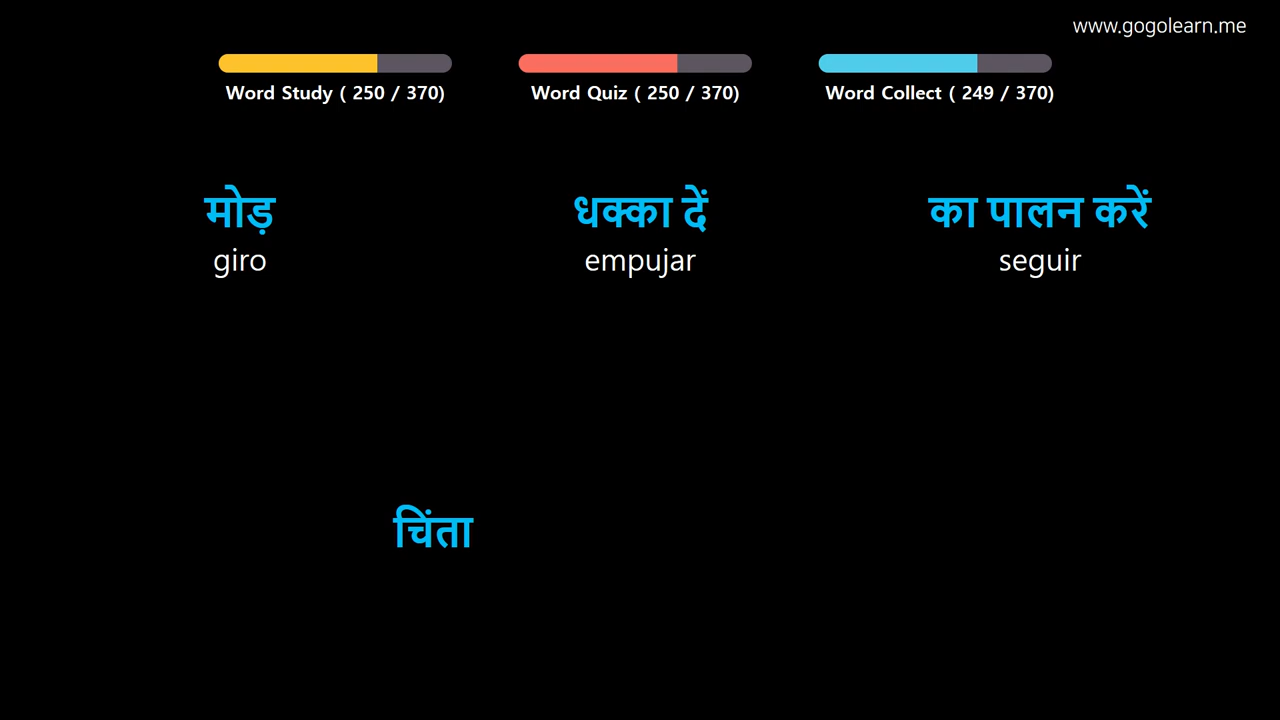 www.gogolearn.me
Word Study ( 250 / 370)
Word Quiz ( 250 / 370)
Word Collect ( 249 / 370)
मोड़
धक्का दें
का पालन करें
giro
empujar
seguir
चिंता